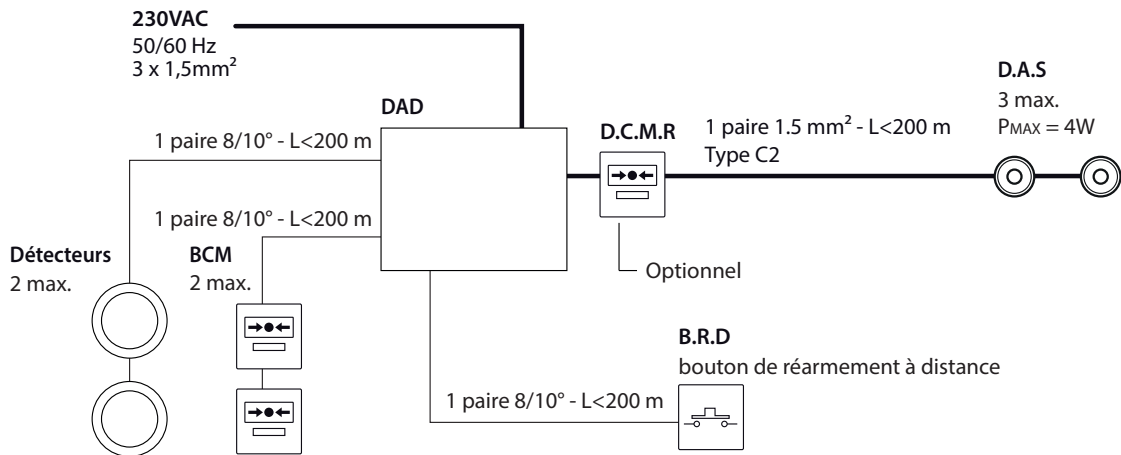 230VAC
50/60 Hz
3 x 1,5mm²
DAD
1 paire 8/10° - L<200 m
D.C.M.R
1 paire 1.5 mm² - L<200 m
Type C2
D.A.S
3 max.
PMAX = 4W
1 paire 8/10° - L<200 m
Détecteurs
2 max.
BCM
2 max.
Optionnel
B.R.D
bouton de réarmement à distance
1 paire 8/10° - L<200 m